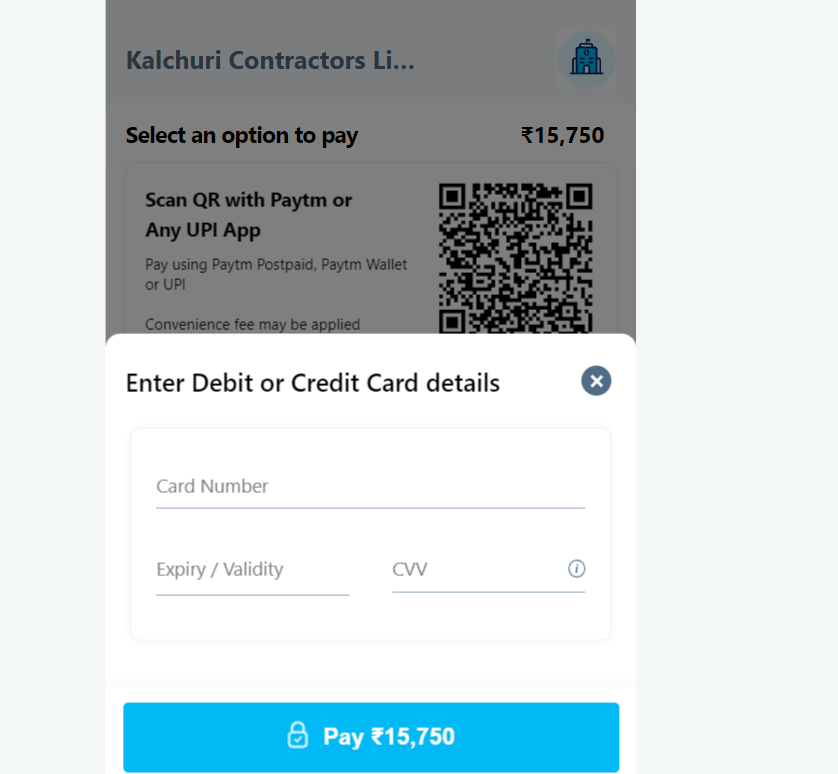 Kalchuri Contractors Li...
Select an option to pay ₹15,750
Scan QR with Paytm or
Any UPI App
Pay using Paytm Postpaid, Paytm Wallet
or UPI
Convenience fee may be applied
Enter Debit or Credit Card details
Card Number
Expiry / Validity CVV
Pay ₹15,750